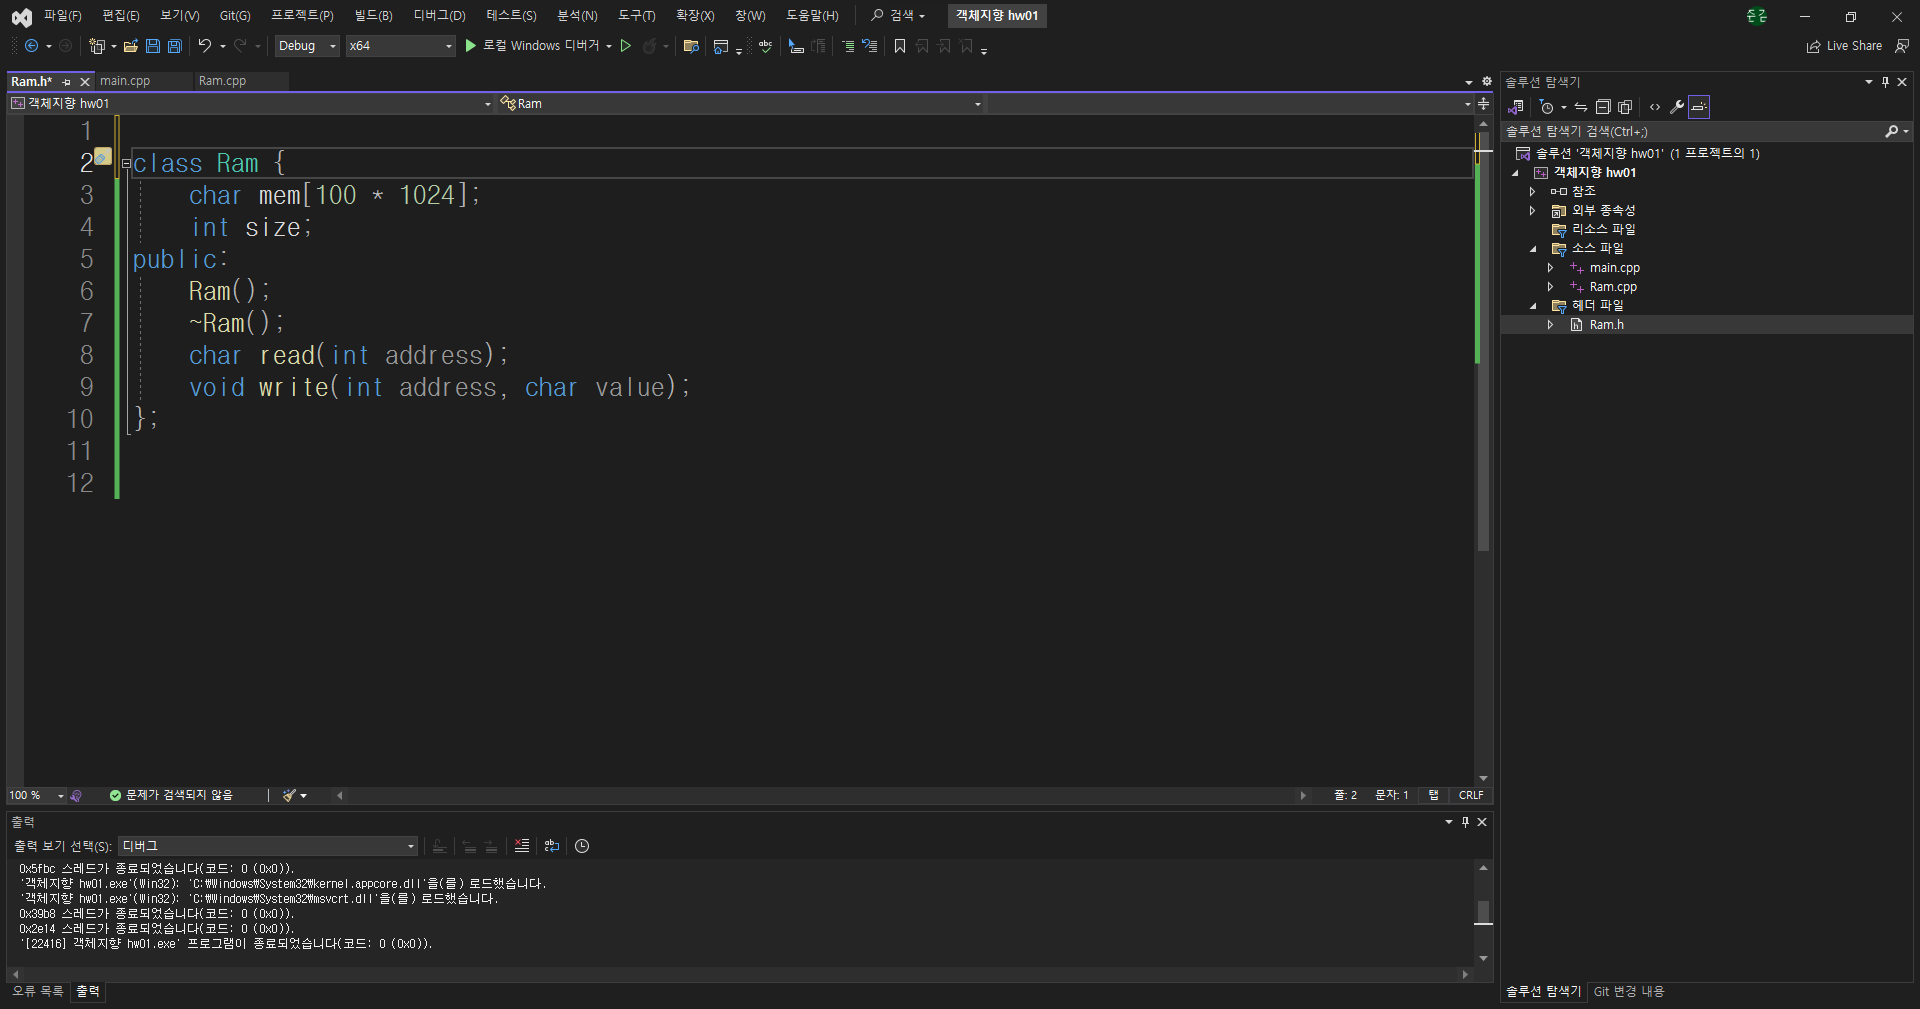 파일(F) 편집(E) 보기(V) Git(G) 프로젝트(P) 빌드(B) 디버그(D) 테스트(S) 분석(N) 도구(T) 확장(X) 창(W) 도움말(H) 검색 객체지향 hw01
Debug x64 로컬 Windows 디버거 Live Share
Ram.h* main.cpp Ram.cpp
객체지향 hw01 Ram
1
2 class Ram {
3 char mem[100 * 1024];
4 int size;
5 public:
6 Ram();
7 ~Ram();
8 char read(int address);
9 void write(int address, char value);
10 };
11
12
100 % 문제가 검색되지 않음 줄: 2 문자: 1 탭 CRLF
출력
출력 보기 선택(S): 디버그
0x5fbc 스레드가 종료되었습니다(코드: 0 (0x0)).
'객체지향 hw01.exe'(Win32): 'C:₩Windows₩System32₩kernel.appcore.dll'을(를) 로드했습니다.
'객체지향 hw01.exe'(Win32): 'C:₩Windows₩System32₩msvcrt.dll'을(를) 로드했습니다.
0x39b8 스레드가 종료되었습니다(코드: 0 (0x0)).
0x2e14 스레드가 종료되었습니다(코드: 0 (0x0)).
'[22416] 객체지향 hw01.exe' 프로그램이 종료되었습니다(코드: 0 (0x0)).
오류 목록 출력
솔루션 탐색기
솔루션 탐색기 검색(Ctrl+;)
솔루션 '객체지향 hw01' (1 프로젝트의 1)
객체지향 hw01
참조
외부 종속성
리소스 파일
소스 파일
main.cpp
Ram.cpp
헤더 파일
Ram.h
솔루션 탐색기 Git 변경 내용